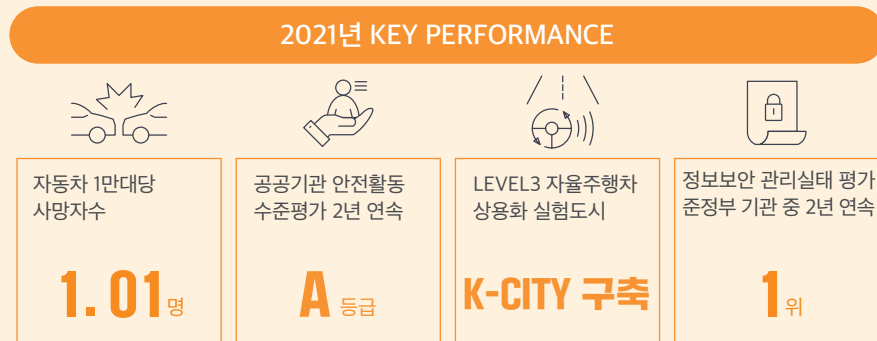 2021년 KEY PERFORMANCE
자동차 1만대당
사망자수
1.01명
공공기관 안전활동
수준평가 2년 연속
A 등급
LEVEL3 자율주행차
상용화 실험도시
K-CITY 구축
정보보안 관리실태 평가
준정부 기관 중 2년 연속
1위